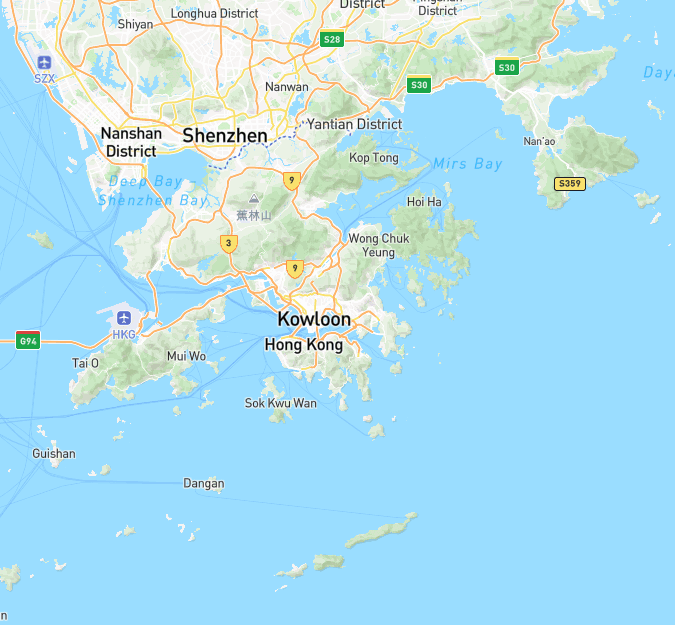 District
Pingshan
District
Longhua District
Shiyan
S28
SZX
Daya
S30
S30
Nanwan
Yantian District
Nanshan
District
Shenzhen
Nan'ao
Kop Tong
Mirs Bay
Deep Bay -
Shenzhen Bay
9
S359
Hoi Ha
蕉林山
3
Wong Chuk
Yeung
9
HKG
Kowloon
G94
Hong Kong
Mui Wo
Tai O
Sok Kwu Wan
Guishan
Dangan
n